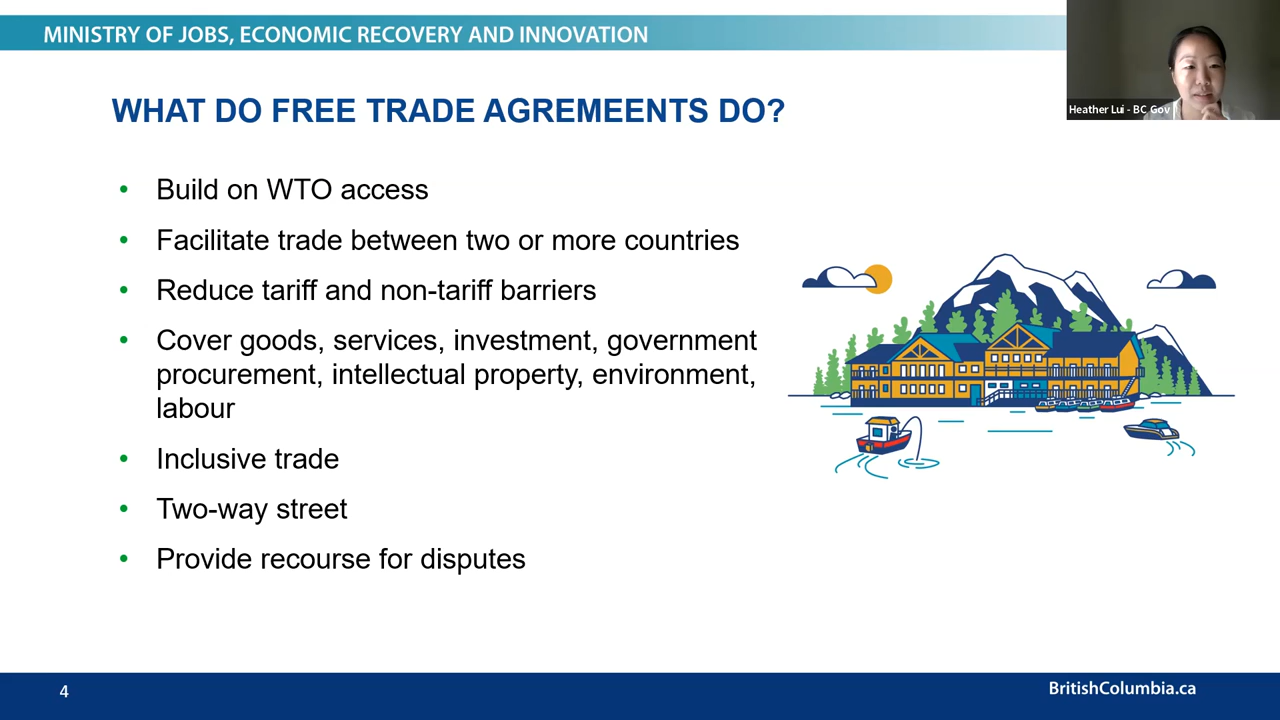 MINISTRY OF JOBS, ECONOMIC RECOVERY AND INNOVATION
Heather Lui - BC Gov
WHAT DO FREE TRADE AGREEMEENTS DO?
• Build on WTO access
• Facilitate trade between two or more countries
• Reduce tariff and non-tariff barriers
• Cover goods, services, investment, government
procurement, intellectual property, environment,
labour
• Inclusive trade
• Two-way street
• Provide recourse for disputes
4
BritishColumbia.ca